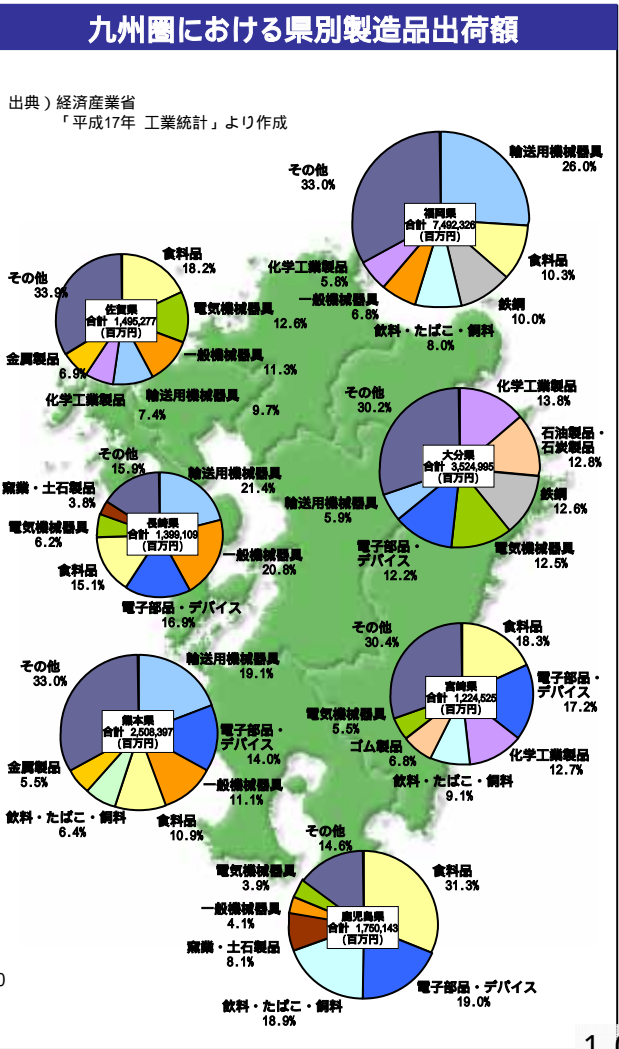 九州圏における県別製造品出荷額
出典）経済産業省
「平成17年 工業統計」より作成
福岡県
合計 7,492,326
（百万円）
輸送用機械器具
26.0%
食料品
10.3%
鉄鋼
10.0%
飲料・たばこ・飼料
8.0%
一般機械器具
6.8%
化学工業製品
5.8%
その他
33.0%
佐賀県
合計 1,495,277
（百万円）
食料品
18.2%
電気機械器具
12.6%
一般機械器具
11.3%
輸送用機械器具
9.7%
化学工業製品
7.4%
金属製品
6.9%
その他
33.9%
大分県
合計 3,524,995
（百万円）
化学工業製品
13.8%
石油製品・
石炭製品
12.8%
鉄鋼
12.6%
電気機械器具
12.5%
電子部品・
デバイス
12.2%
輸送用機械器具
5.9%
その他
30.2%
長崎県
合計 1,399,109
（百万円）
輸送用機械器具
21.4%
一般機械器具
20.8%
電子部品・デバイス
16.9%
食料品
15.1%
電気機械器具
6.2%
窯業・土石製品
3.8%
その他
15.9%
宮崎県
合計 1,224,525
（百万円）
食料品
18.3%
電子部品・
デバイス
17.2%
化学工業製品
12.7%
飲料・たばこ・飼料
9.1%
ゴム製品
6.8%
電気機械器具
5.5%
その他
30.4%
熊本県
合計 2,508,397
（百万円）
輸送用機械器具
19.1%
電子部品・
デバイス
14.0%
一般機械器具
11.1%
食料品
10.9%
飲料・たばこ・飼料
6.4%
金属製品
5.5%
その他
33.0%
鹿児島県
合計 1,750,143
（百万円）
食料品
31.3%
電子部品・デバイス
19.0%
飲料・たばこ・飼料
18.9%
窯業・土石製品
8.1%
一般機械器具
4.1%
電気機械器具
3.9%
その他
14.6%
0
1